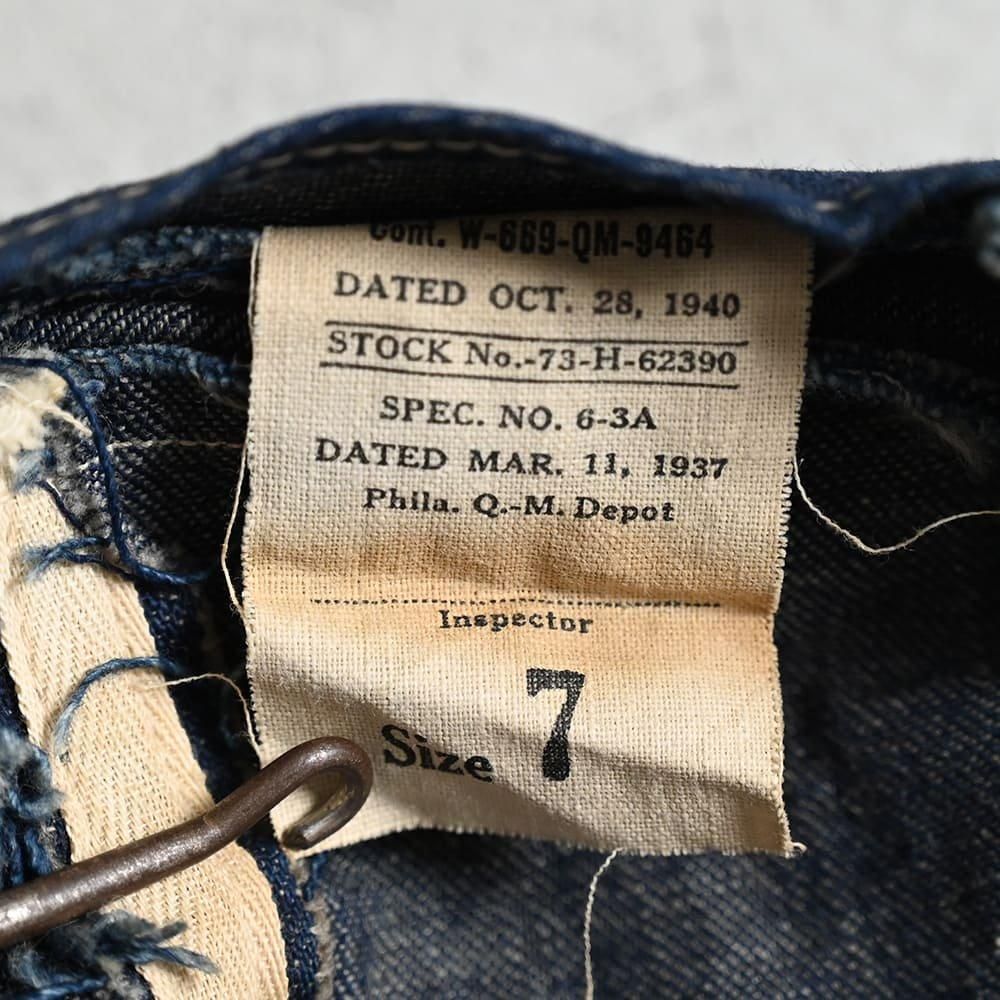 Cont. W-669-QM-9464
DATED OCT. 28, 1940
STOCK No.-73-H-62390
SPEC. NO. 6-3A
DATED MAR. 11, 1937
Phila. Q.-M. Depot
Inspector
Size 7